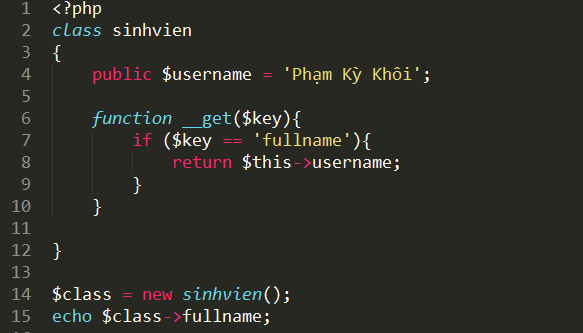 1 <?php
2 class sinhvien
3 {
4     public $username = 'Phạm Kỳ Khôi';
5
6     function __get($key){
7         if ($key == 'fullname'){
8             return $this->username;
9         }
10     }
11
12 }
13
14 $class = new sinhvien();
15 echo $class->fullname;